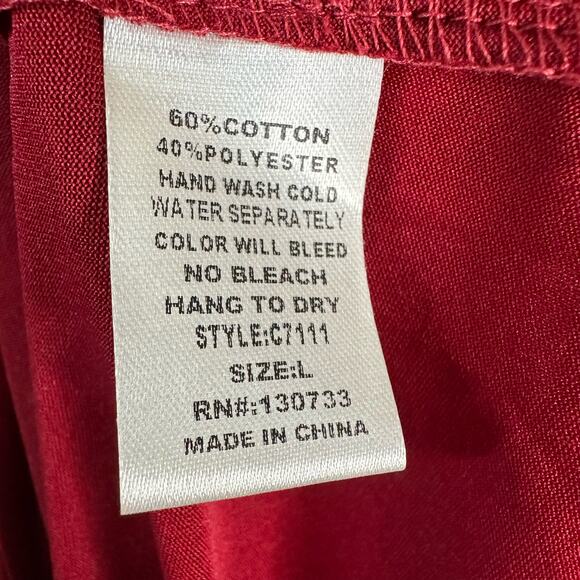 60%COTTON
40%POLYESTER
HAND WASH COLD
WATER SEPARATELY
COLOR WILL BLEED
NO BLEACH
HANG TO DRY
STYLE:C7111
SIZE:L
RN#:130733
MADE IN CHINA